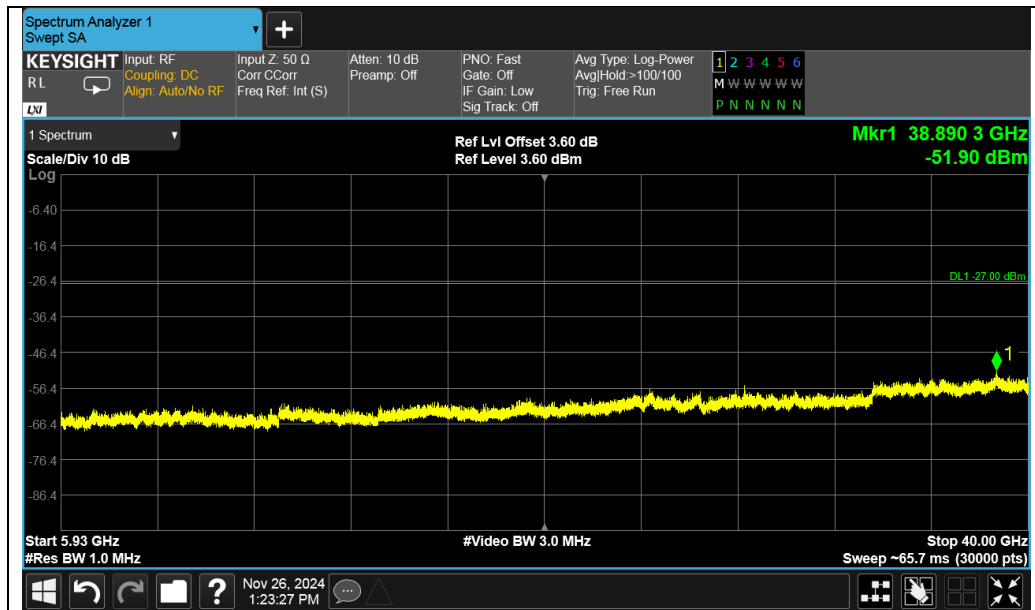 Spectrum Analyzer 1
Swept SA
+
KEYSIGHT
RL
LXI
Input: RF
Coupling: DC
Align: Auto/No RF
Input Z: 50 Ω
Corr CCorr
Freq Ref: Int (S)
Atten: 10 dB
Preamp: Off
PNO: Fast
Gate: Off
IF Gain: Low
Sig Track: Off
Avg Type: Log-Power
Avg|Hold:>100/100
Trig: Free Run
1 2 3 4 5 6
M W W W W W
P N N N N N
1 Spectrum
Scale/Div 10 dB
Log
Ref Lvl Offset 3.60 dB
Ref Level 3.60 dBm
Mkr1 38.890 3 GHz
-51.90 dBm
-6.40
-16.4
-26.4
DL1 -27.00 dBm
-36.4
-46.4
1
-56.4
-66.4
-76.4
-86.4
Start 5.93 GHz
#Res BW 1.0 MHz
#Video BW 3.0 MHz
Stop 40.00 GHz
Sweep ~65.7 ms (30000 pts)
?
Nov 26, 2024
1:23:27 PM